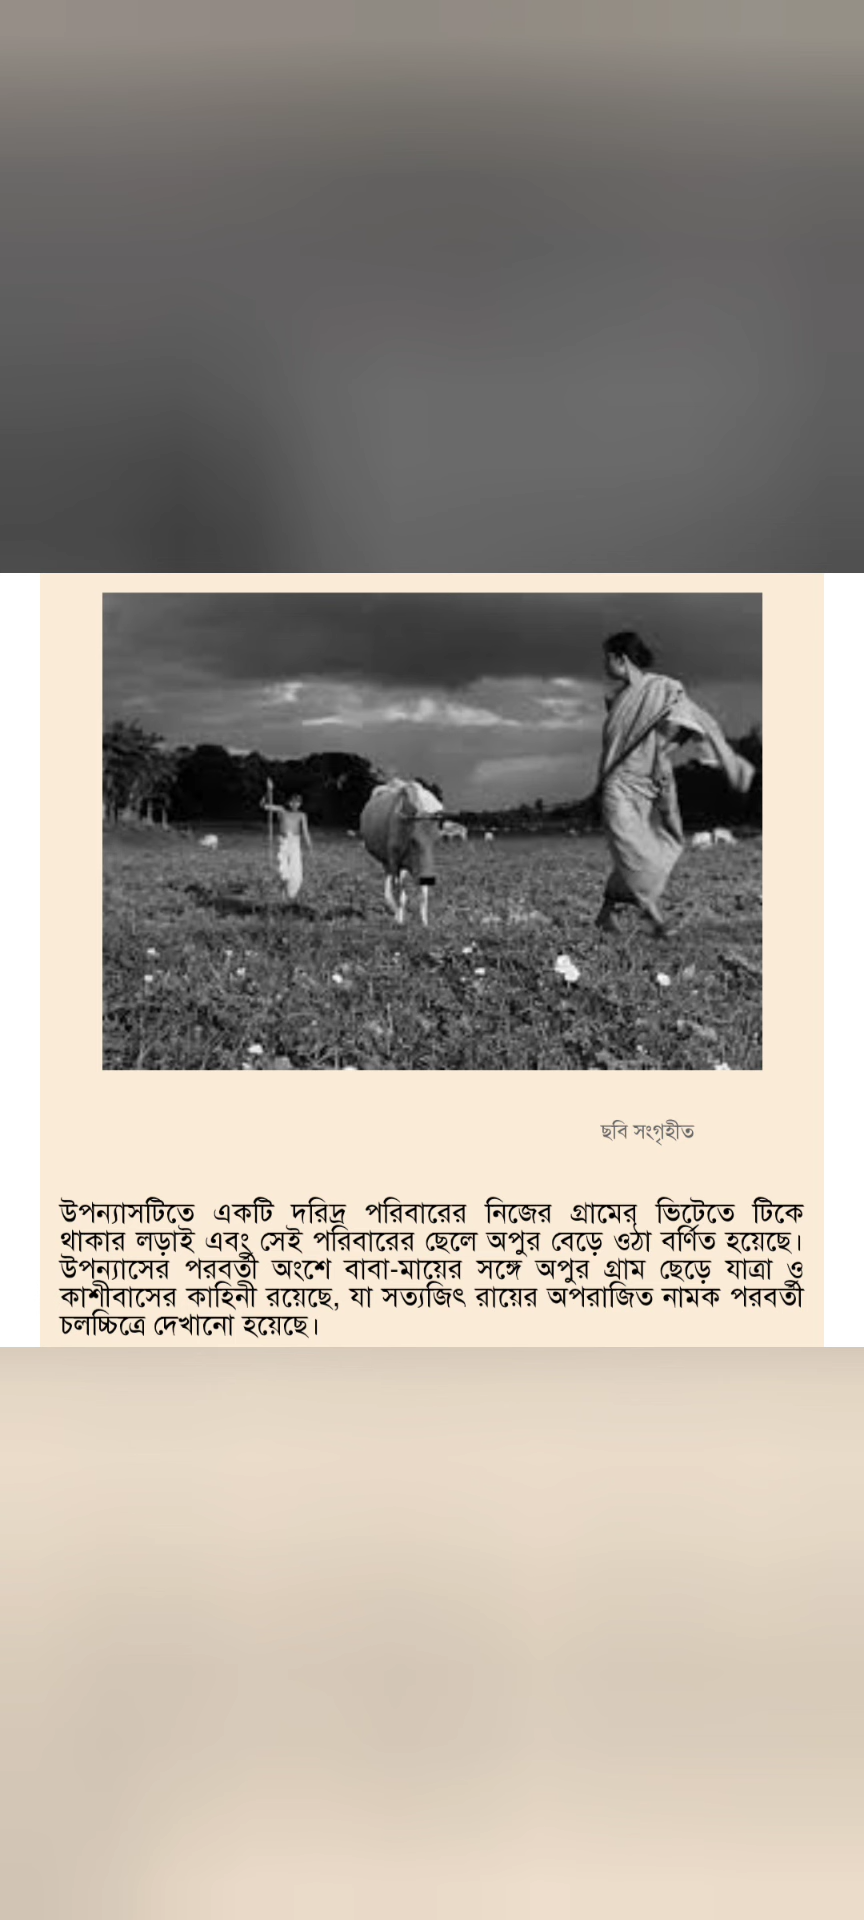 ছবি সংগৃহীত
উপন্যাসটিতে একটি দরিদ্র পরিবারের নিজের গ্রামের ভিটেতে টিকে
থাকার লড়াই এবং সেই পরিবারের ছেলে অপুর বেড়ে ওঠা বর্ণিত হয়েছে।
উপন্যাসের পরবর্তী অংশে বাবা-মায়ের সঙ্গে অপুর গ্রাম ছেড়ে যাত্রা ও
কাশীবাসের কাহিনী রয়েছে, যা সত্যজিৎ রায়ের অপরাজিত নামক পরবর্তী
চলচ্চিত্রে দেখানো হয়েছে।